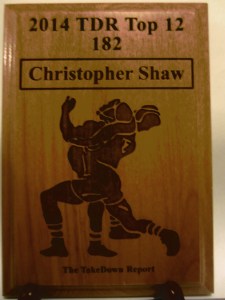 2014 TDR Top 12
182
Christopher Shaw
The TakeDown Report